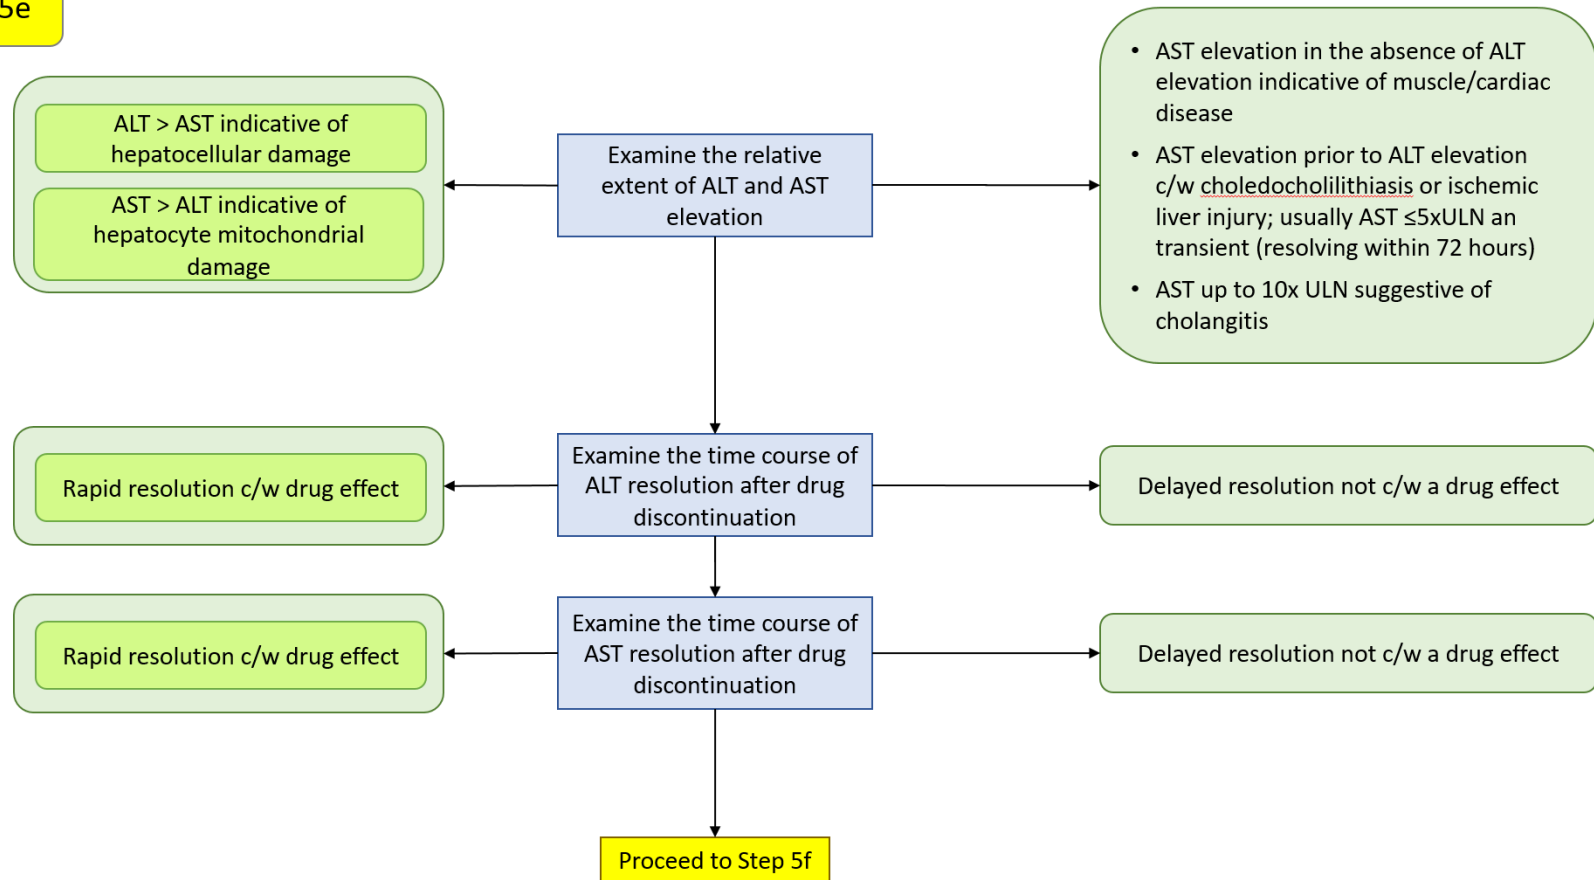 5e
ALT > AST indicative of
hepatocellular damage
AST > ALT indicative of
hepatocyte mitochondrial
damage
Examine the relative
extent of ALT and AST
elevation
• AST elevation in the absence of ALT
elevation indicative of muscle/cardiac
disease
• AST elevation prior to ALT elevation
c/w choledocholilithiasis or ischemic
liver injury; usually AST ≤5xULN an
transient (resolving within 72 hours)
• AST up to 10x ULN suggestive of
cholangitis
Rapid resolution c/w drug effect
Examine the time course of
ALT resolution after drug
discontinuation
Delayed resolution not c/w a drug effect
Rapid resolution c/w drug effect
Examine the time course of
AST resolution after drug
discontinuation
Delayed resolution not c/w a drug effect
Proceed to Step 5f